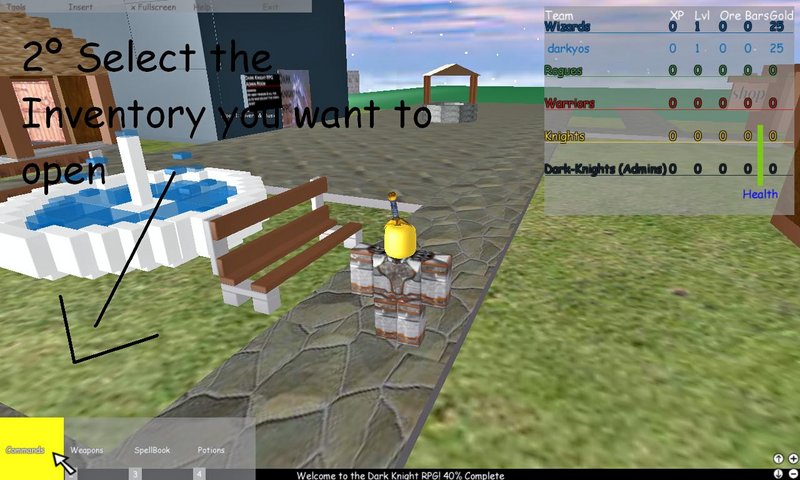 Tools Insert x Fullscreen Help Exit
2º Select the
Inventory you want to
open
Team XP Lvl Ore Bars Gold
Wizards 0 1 0 0 25
darkyos 0 1 0 0 25
Rogues 0 0 0 0 0
Warriors 0 0 0 0 0
Knights 0 0 0 0 0
Dark-Knights (Admins) 0 0 0 0 0
Health
shop
Commands Weapons SpellBook Potions
3 4
Welcome to the Dark Knight RPG! 40% Complete